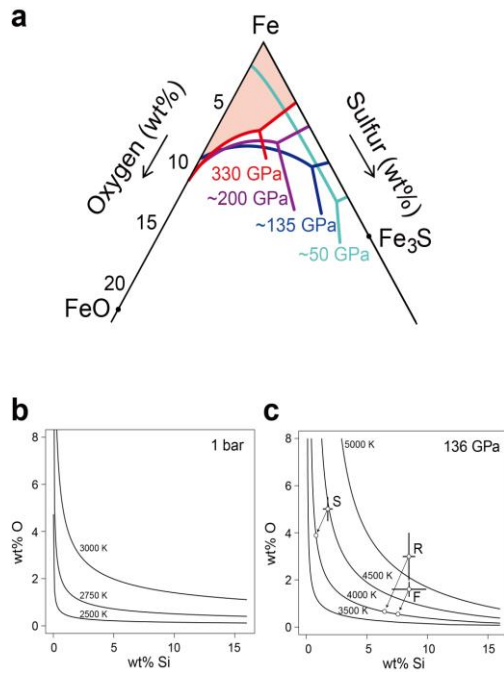 a
Fe
Oxygen (wt%)
Sulfur (wt%)
5
10
15
20
330 GPa
~200 GPa
~135 GPa
~50 GPa
Fe₃S
FeO
b
1 bar
wt% O
8
6
4
2
0
3000 K
2750 K
2500 K
0 5 10 15
wt% Si
c
136 GPa
wt% O
8
6
4
2
0
5000 K
4500 K
4000 K
3500 K
S
R
F
0 5 10 15
wt% Si